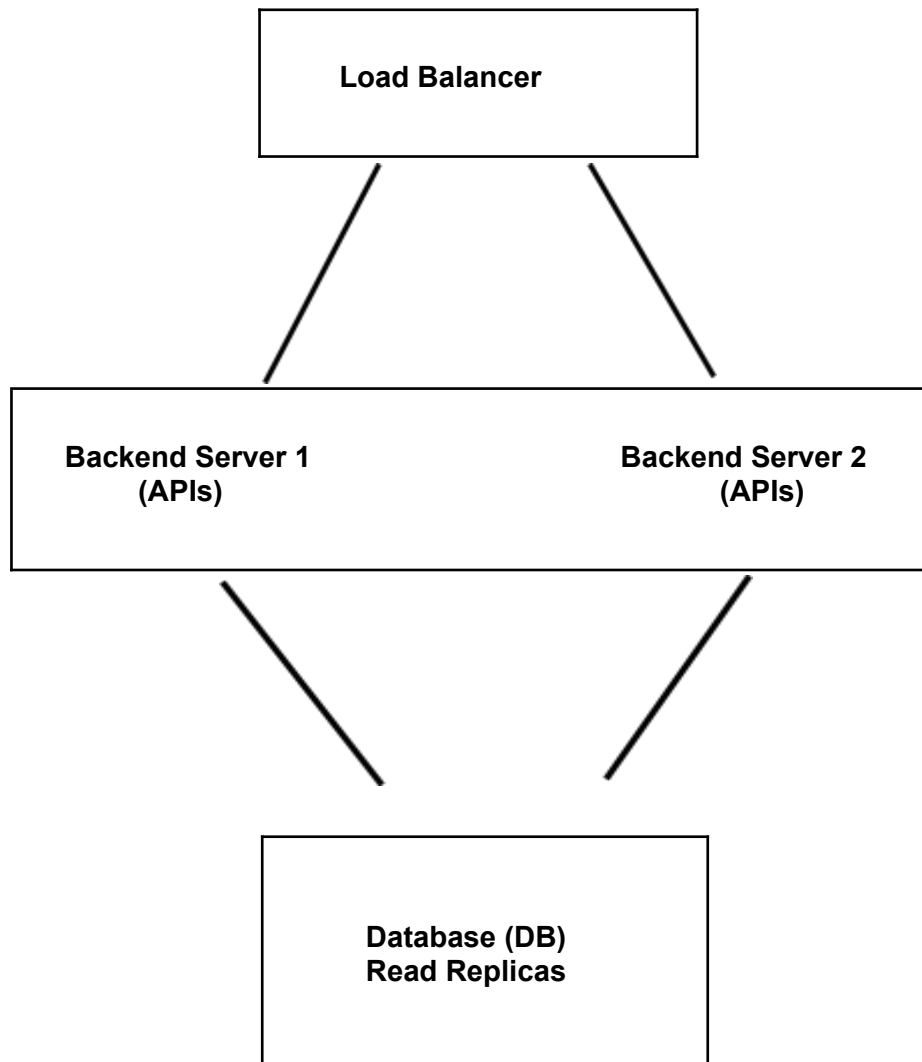 Load Balancer
Backend Server 1
(APIs)
Backend Server 2
(APIs)
Database (DB)
Read Replicas